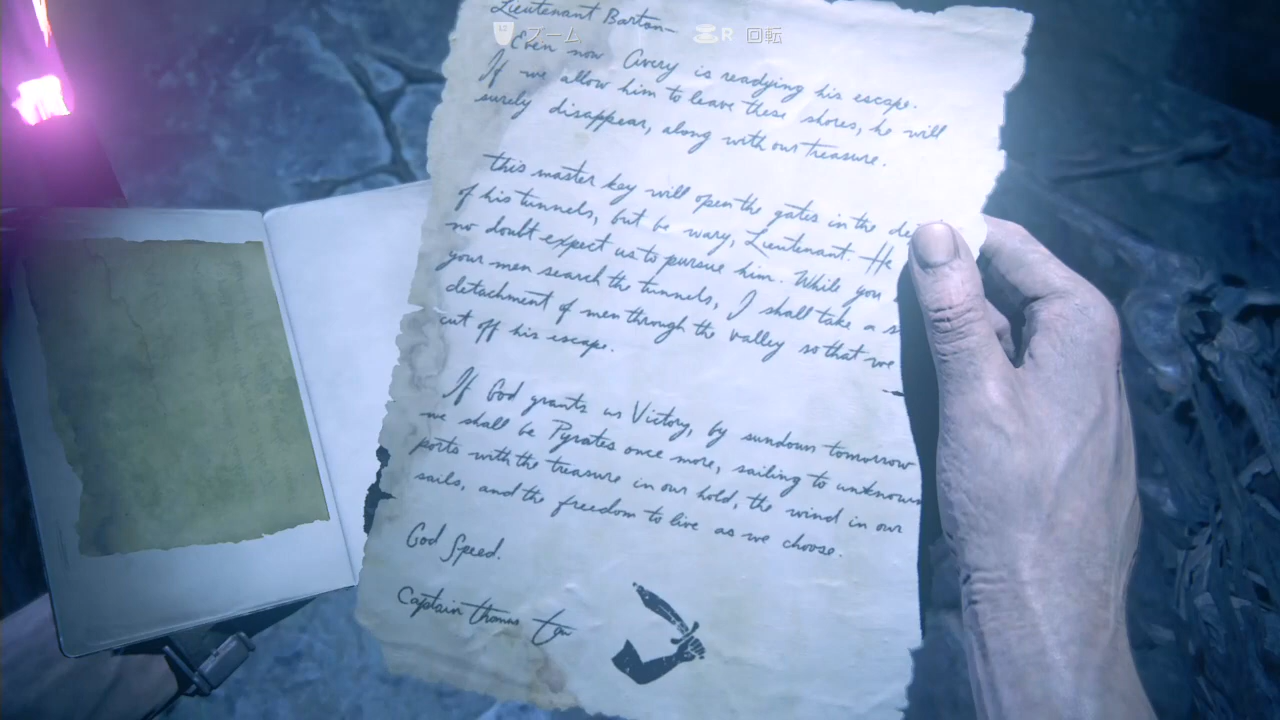 Lieutenant Barton-
ズーム R 回転
Even now Avery is readying his escape.
If we allow him to leave these shores, he will
surely disappear, along with our treasure.
this master key will open the gates in the
of his tunnels, but be wary, Lieutenant. He
no doubt expect us to pursue him. While you
your men search the tunnels, I shall take a
detachment of men through the valley so that we
cut off his escape.
If God grants us Victory, by sundown tomorrow
we shall be Pyrates once more, sailing to unknown
ports with the treasure in our hold, the wind in our
sails, and the freedom to live as we choose.
God Speed.
Captain Thomas Tew